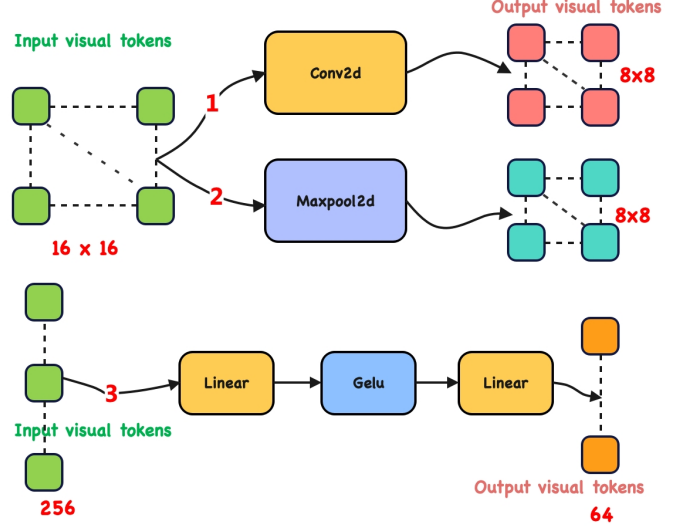 Output visual tokens
Input visual tokens
Conv2d
8x8
1
2
Maxpool2d
8x8
16 x 16
3
Linear
Gelu
Linear
Input visual tokens
Output visual tokens
256
64